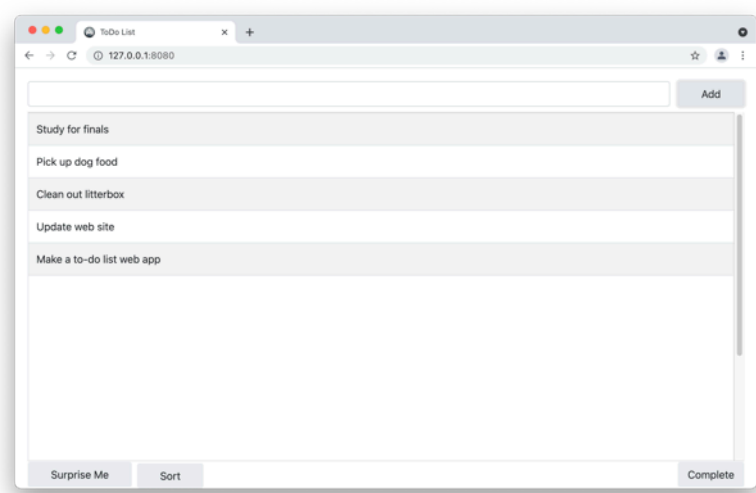 ToDo List
127.0.0.1:8080
Add
Study for finals
Pick up dog food
Clean out litterbox
Update web site
Make a to-do list web app
Surprise Me Sort Complete